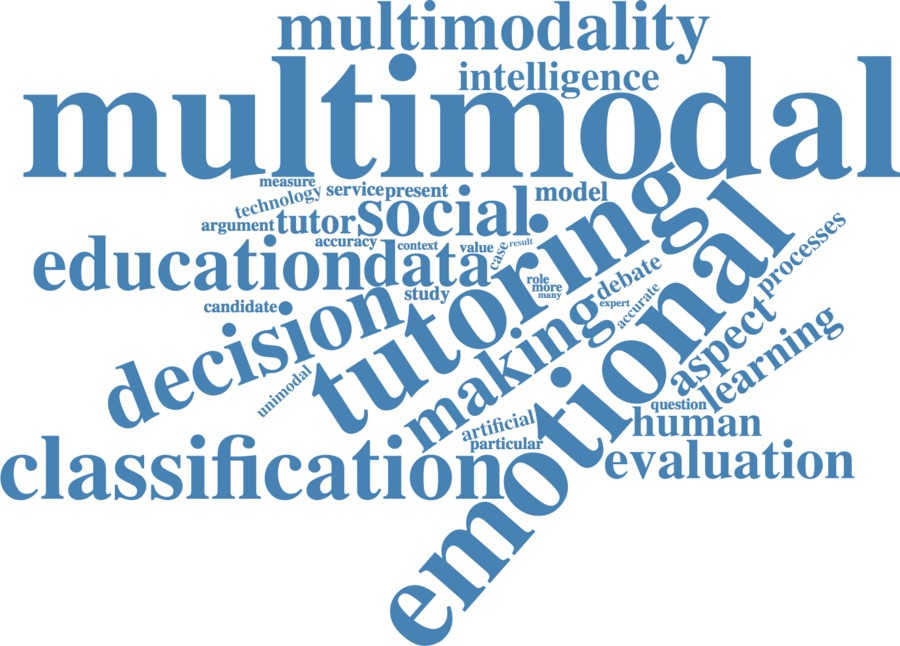 multimodality
intelligence
multimodal
measure
technology
service
present
model
argument
tutor
social
accuracy
context
value
case
result
education
data
tutoring
emotional
processes
role
more
many
debate
expert
accurate
study
candidate
decision
making
aspect
learning
unimodal
question
artificial
particular
human
classification
evaluation